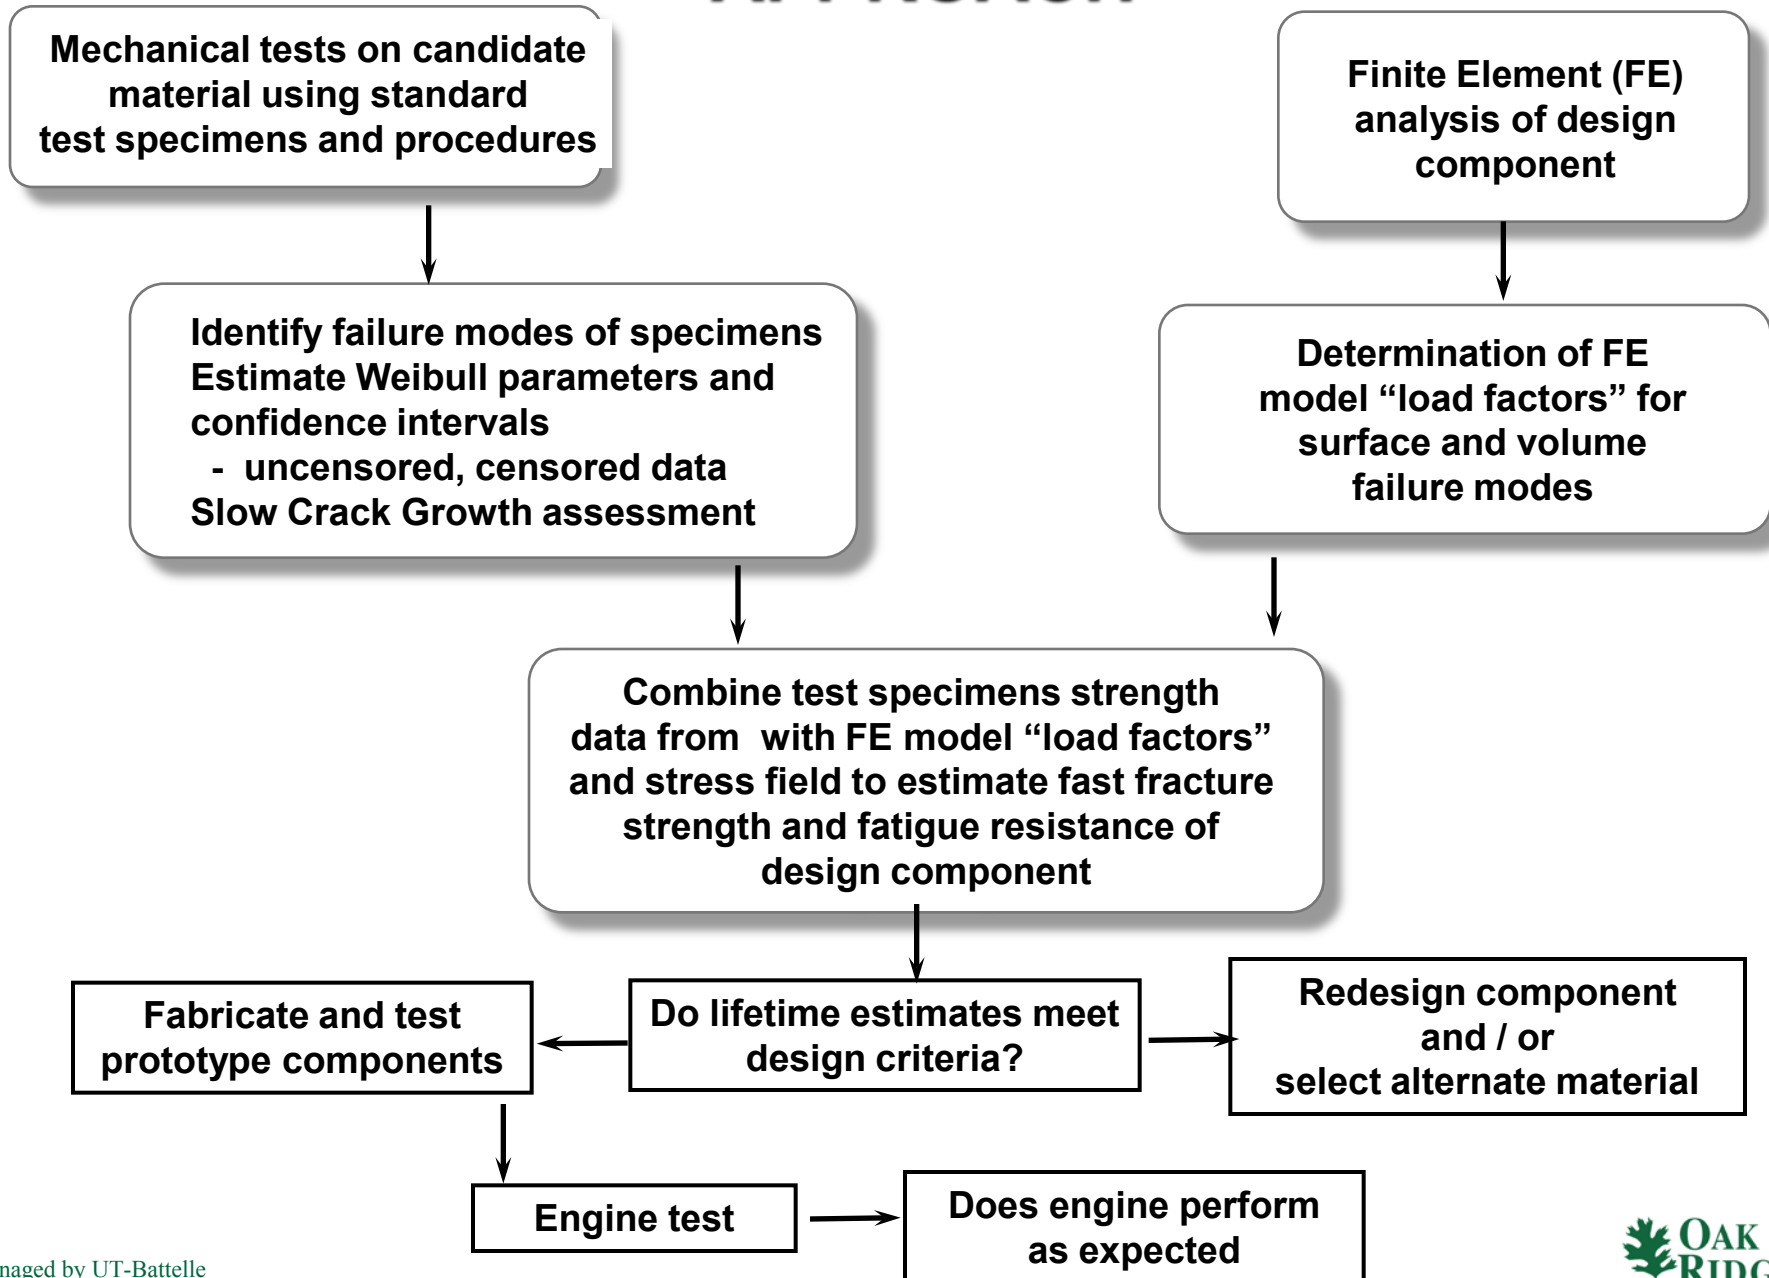 APPROACH
Mechanical tests on candidate
material using standard
test specimens and procedures
Finite Element (FE)
analysis of design
component
Identify failure modes of specimens
Estimate Weibull parameters and
confidence intervals
- uncensored, censored data
Slow Crack Growth assessment
Determination of FE
model “load factors” for
surface and volume
failure modes
Combine test specimens strength
data from with FE model “load factors”
and stress field to estimate fast fracture
strength and fatigue resistance of
design component
Fabricate and test
prototype components
Do lifetime estimates meet
design criteria?
Redesign component
and / or
select alternate material
Engine test
Does engine perform
as expected
naged by UT-Battelle
OAK
RIDG